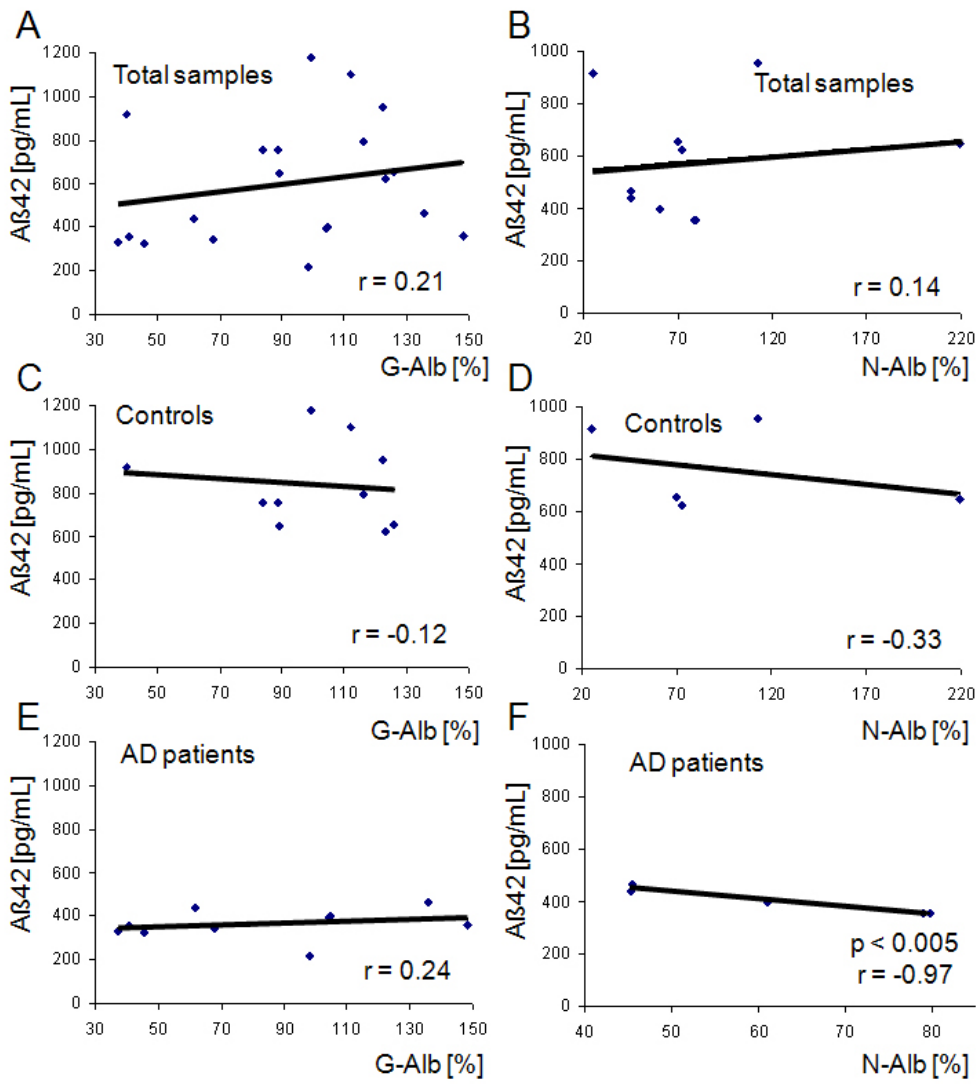 A
Total samples
Aß42 [pg/mL]
1200
1000
800
600
400
200
0
r = 0.21
30 50 70 90 110 130 150
G-Alb [%]
B
Total samples
Aß42 [pg/mL]
1000
800
600
400
200
0
r = 0.14
20 70 120 170 220
N-Alb [%]
C
Controls
Aß42 [pg/mL]
1200
1000
800
600
400
200
0
r = -0.12
30 50 70 90 110 130 150
G-Alb [%]
D
Controls
Aß42 [pg/mL]
1000
800
600
400
200
0
r = -0.33
20 70 120 170 220
N-Alb [%]
E
AD patients
Aß42 [pg/mL]
1200
1000
800
600
400
200
0
r = 0.24
30 50 70 90 110 130 150
G-Alb [%]
F
AD patients
Aß42 [pg/mL]
1000
800
600
400
200
0
p < 0.005
r = -0.97
40 50 60 70 80
N-Alb [%]